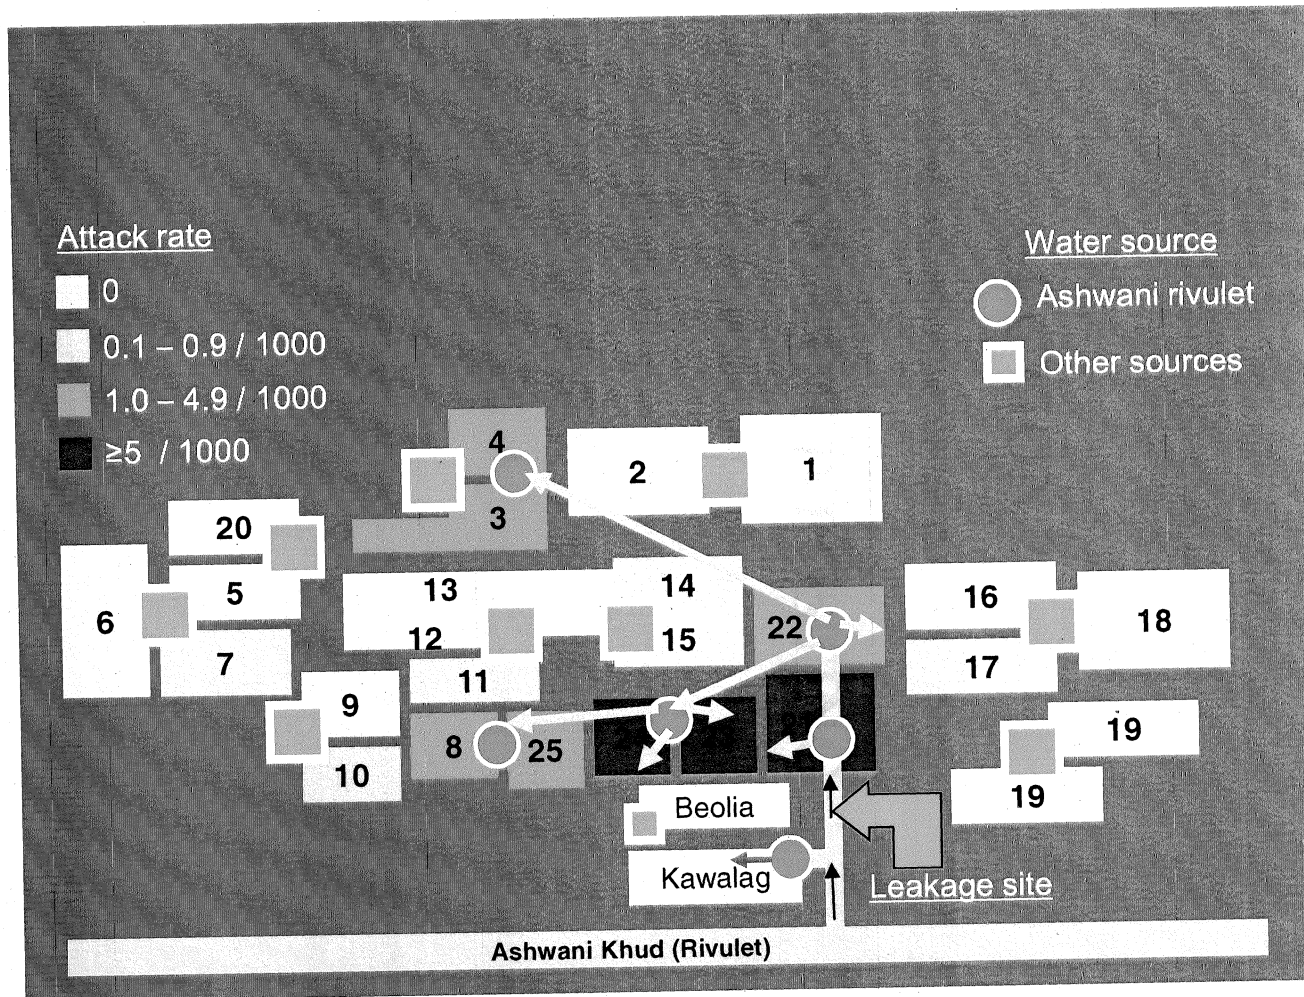 Attack rate
0
0.1 – 0.9 / 1000
1.0 – 4.9 / 1000
≥5 / 1000
Water source
Ashwani rivulet
Other sources
4
3
2
1
20
5
6
7
13
12
14
15
11
22
16
17
18
9
10
8
25
19
19
Beolia
Kawalag
Leakage site
Ashwani Khud (Rivulet)